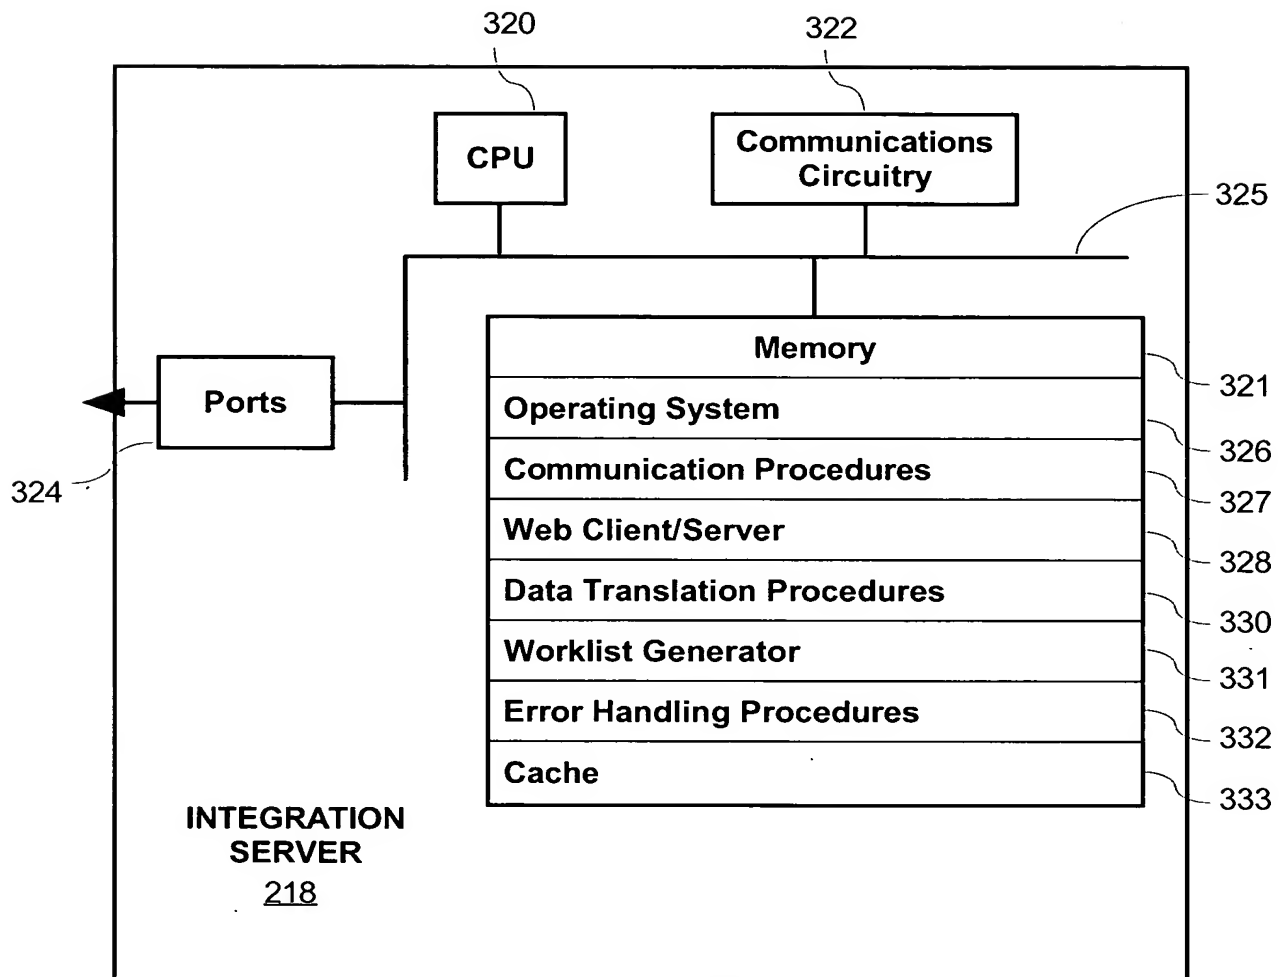 320
322
CPU
Communications
Circuitry
325
Memory
321
Ports
Operating System
326
324
Communication Procedures
327
Web Client/Server
328
Data Translation Procedures
330
Worklist Generator
331
Error Handling Procedures
332
Cache
333
INTEGRATION
SERVER
218